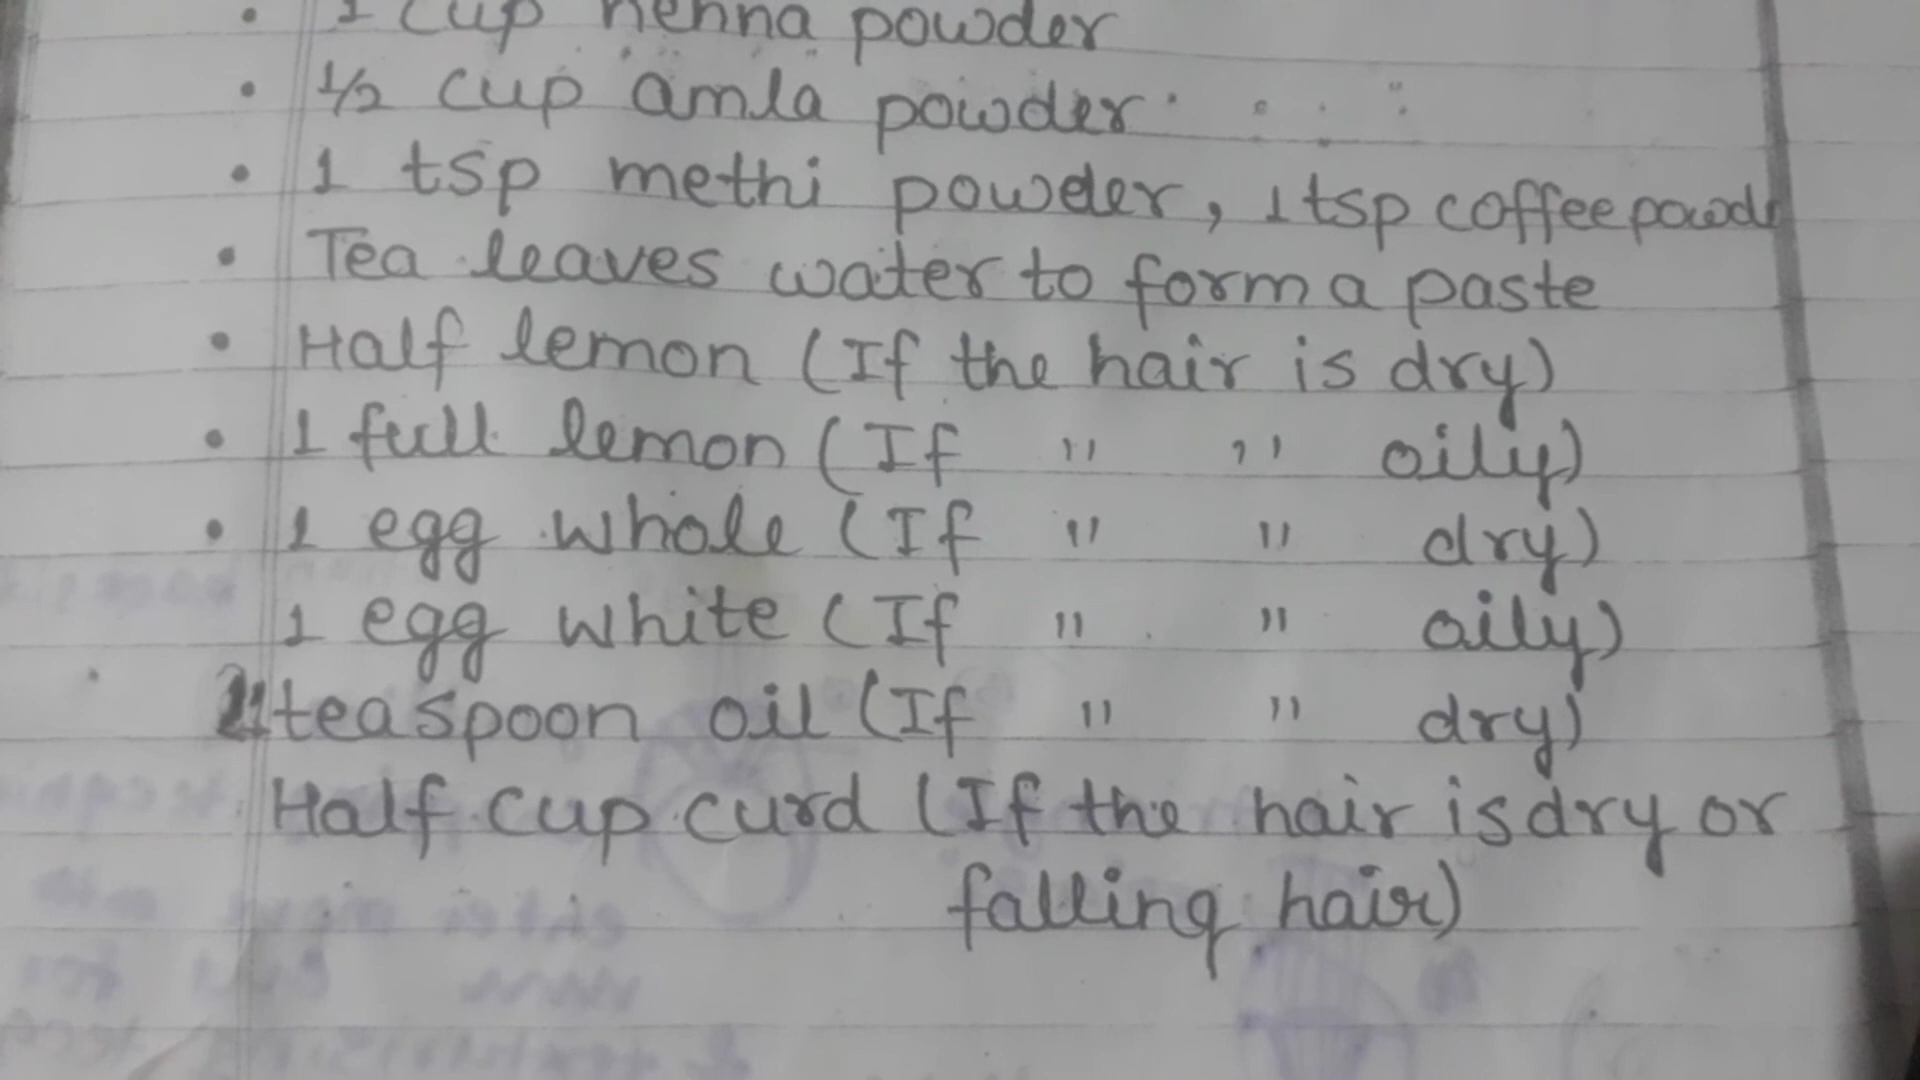 • 1 cup henna powder
• 1/2 cup amla powder
• 1 tsp methi powder, 1tsp coffee powde
• Tea leaves water to form a paste
• Half lemon (If the hair is dry)
• 1 full lemon (If " " oily)
• 1 egg whole (If " " dry)
1 egg white (If " " oily)
1 teaspoon oil (If " " dry)
Half cup curd (If the hair is dry or
falling hair)